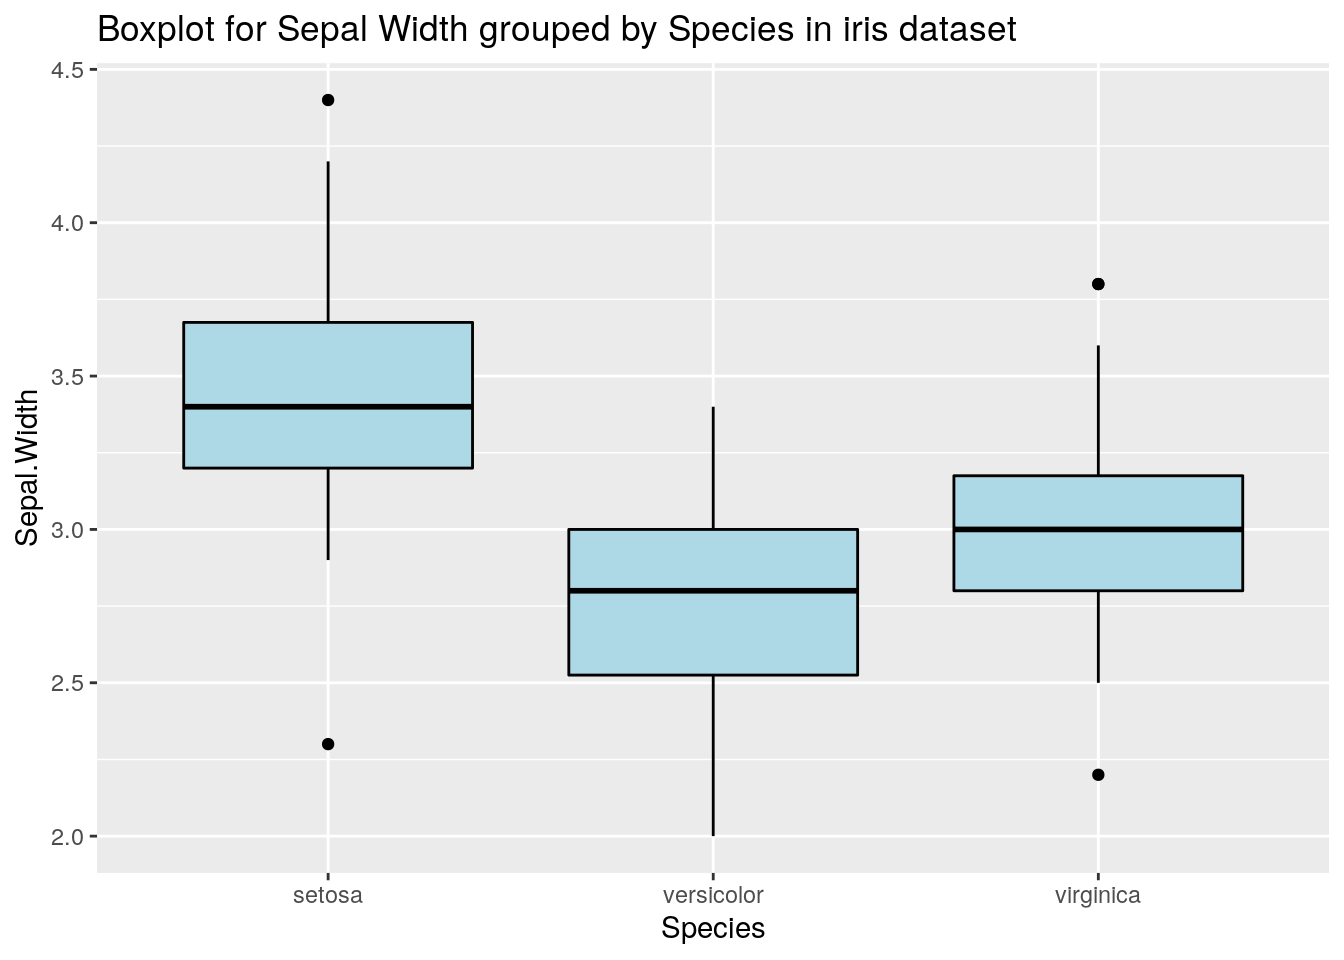 Boxplot for Sepal Width grouped by Species in iris dataset
4.5
4.0
3.5
3.0
2.5
2.0
Sepal.Width
setosa versicolor virginica
Species